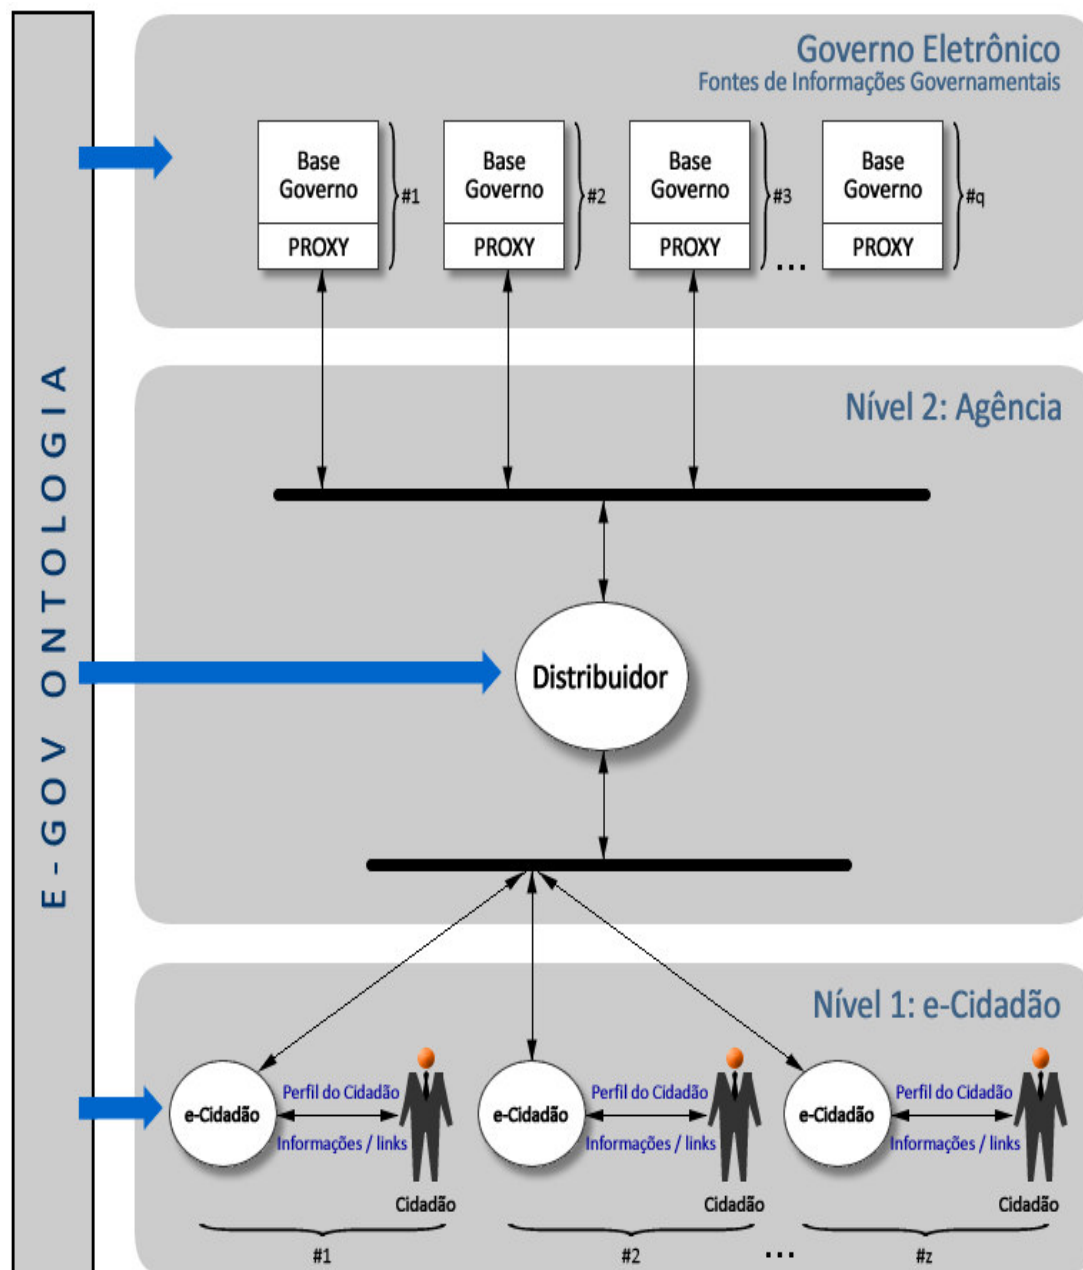 E-GOV ONTOLOGIA
Governo Eletrônico
Fontes de Informações Governamentais
Base
Governo
PROXY
#1
Base
Governo
PROXY
#2
Base
Governo
PROXY
#3
...
Base
Governo
PROXY
#q
Nível 2: Agência
Distribuidor
Nível 1: e-Cidadão
e-Cidadão
Perfil do Cidadão
Informações / links
Cidadão
#1
e-Cidadão
Perfil do Cidadão
Informações / links
Cidadão
#2
...
e-Cidadão
Perfil do Cidadão
Informações / links
Cidadão
#z